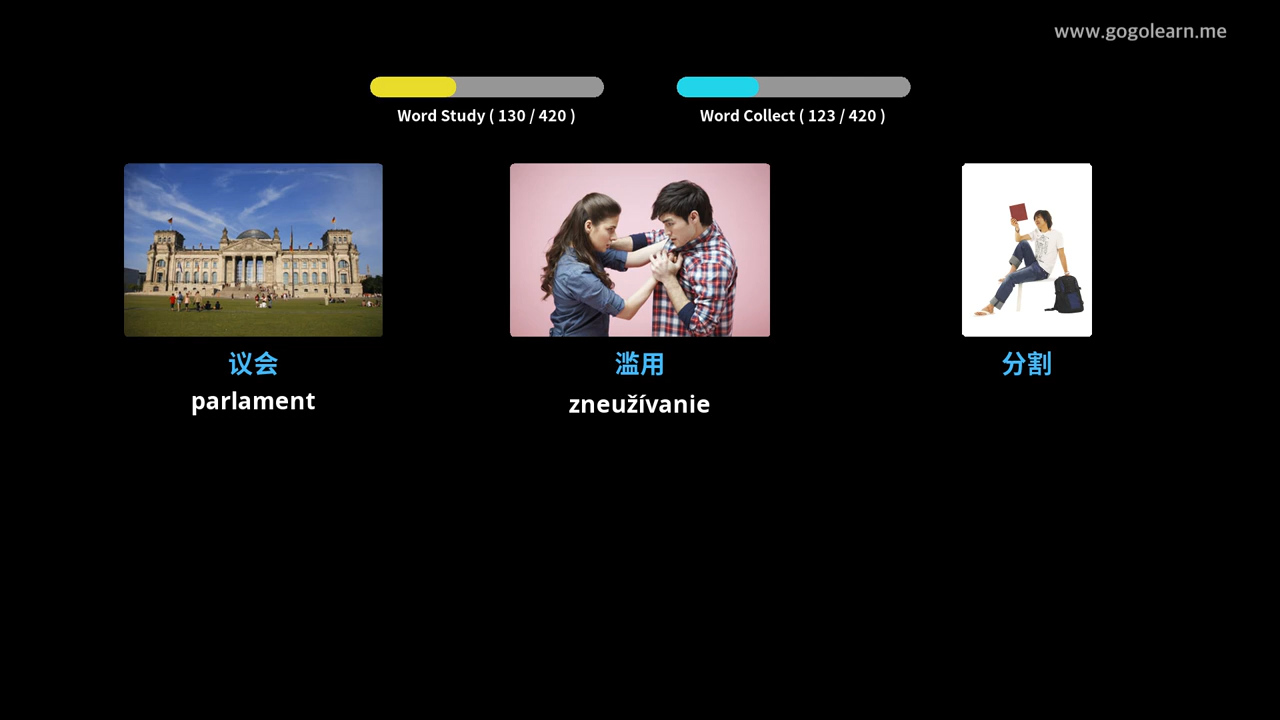 www.gogolearn.me
Word Study ( 130 / 420 )
Word Collect ( 123 / 420 )
议会
parlament
滥用
zneužívanie
分割